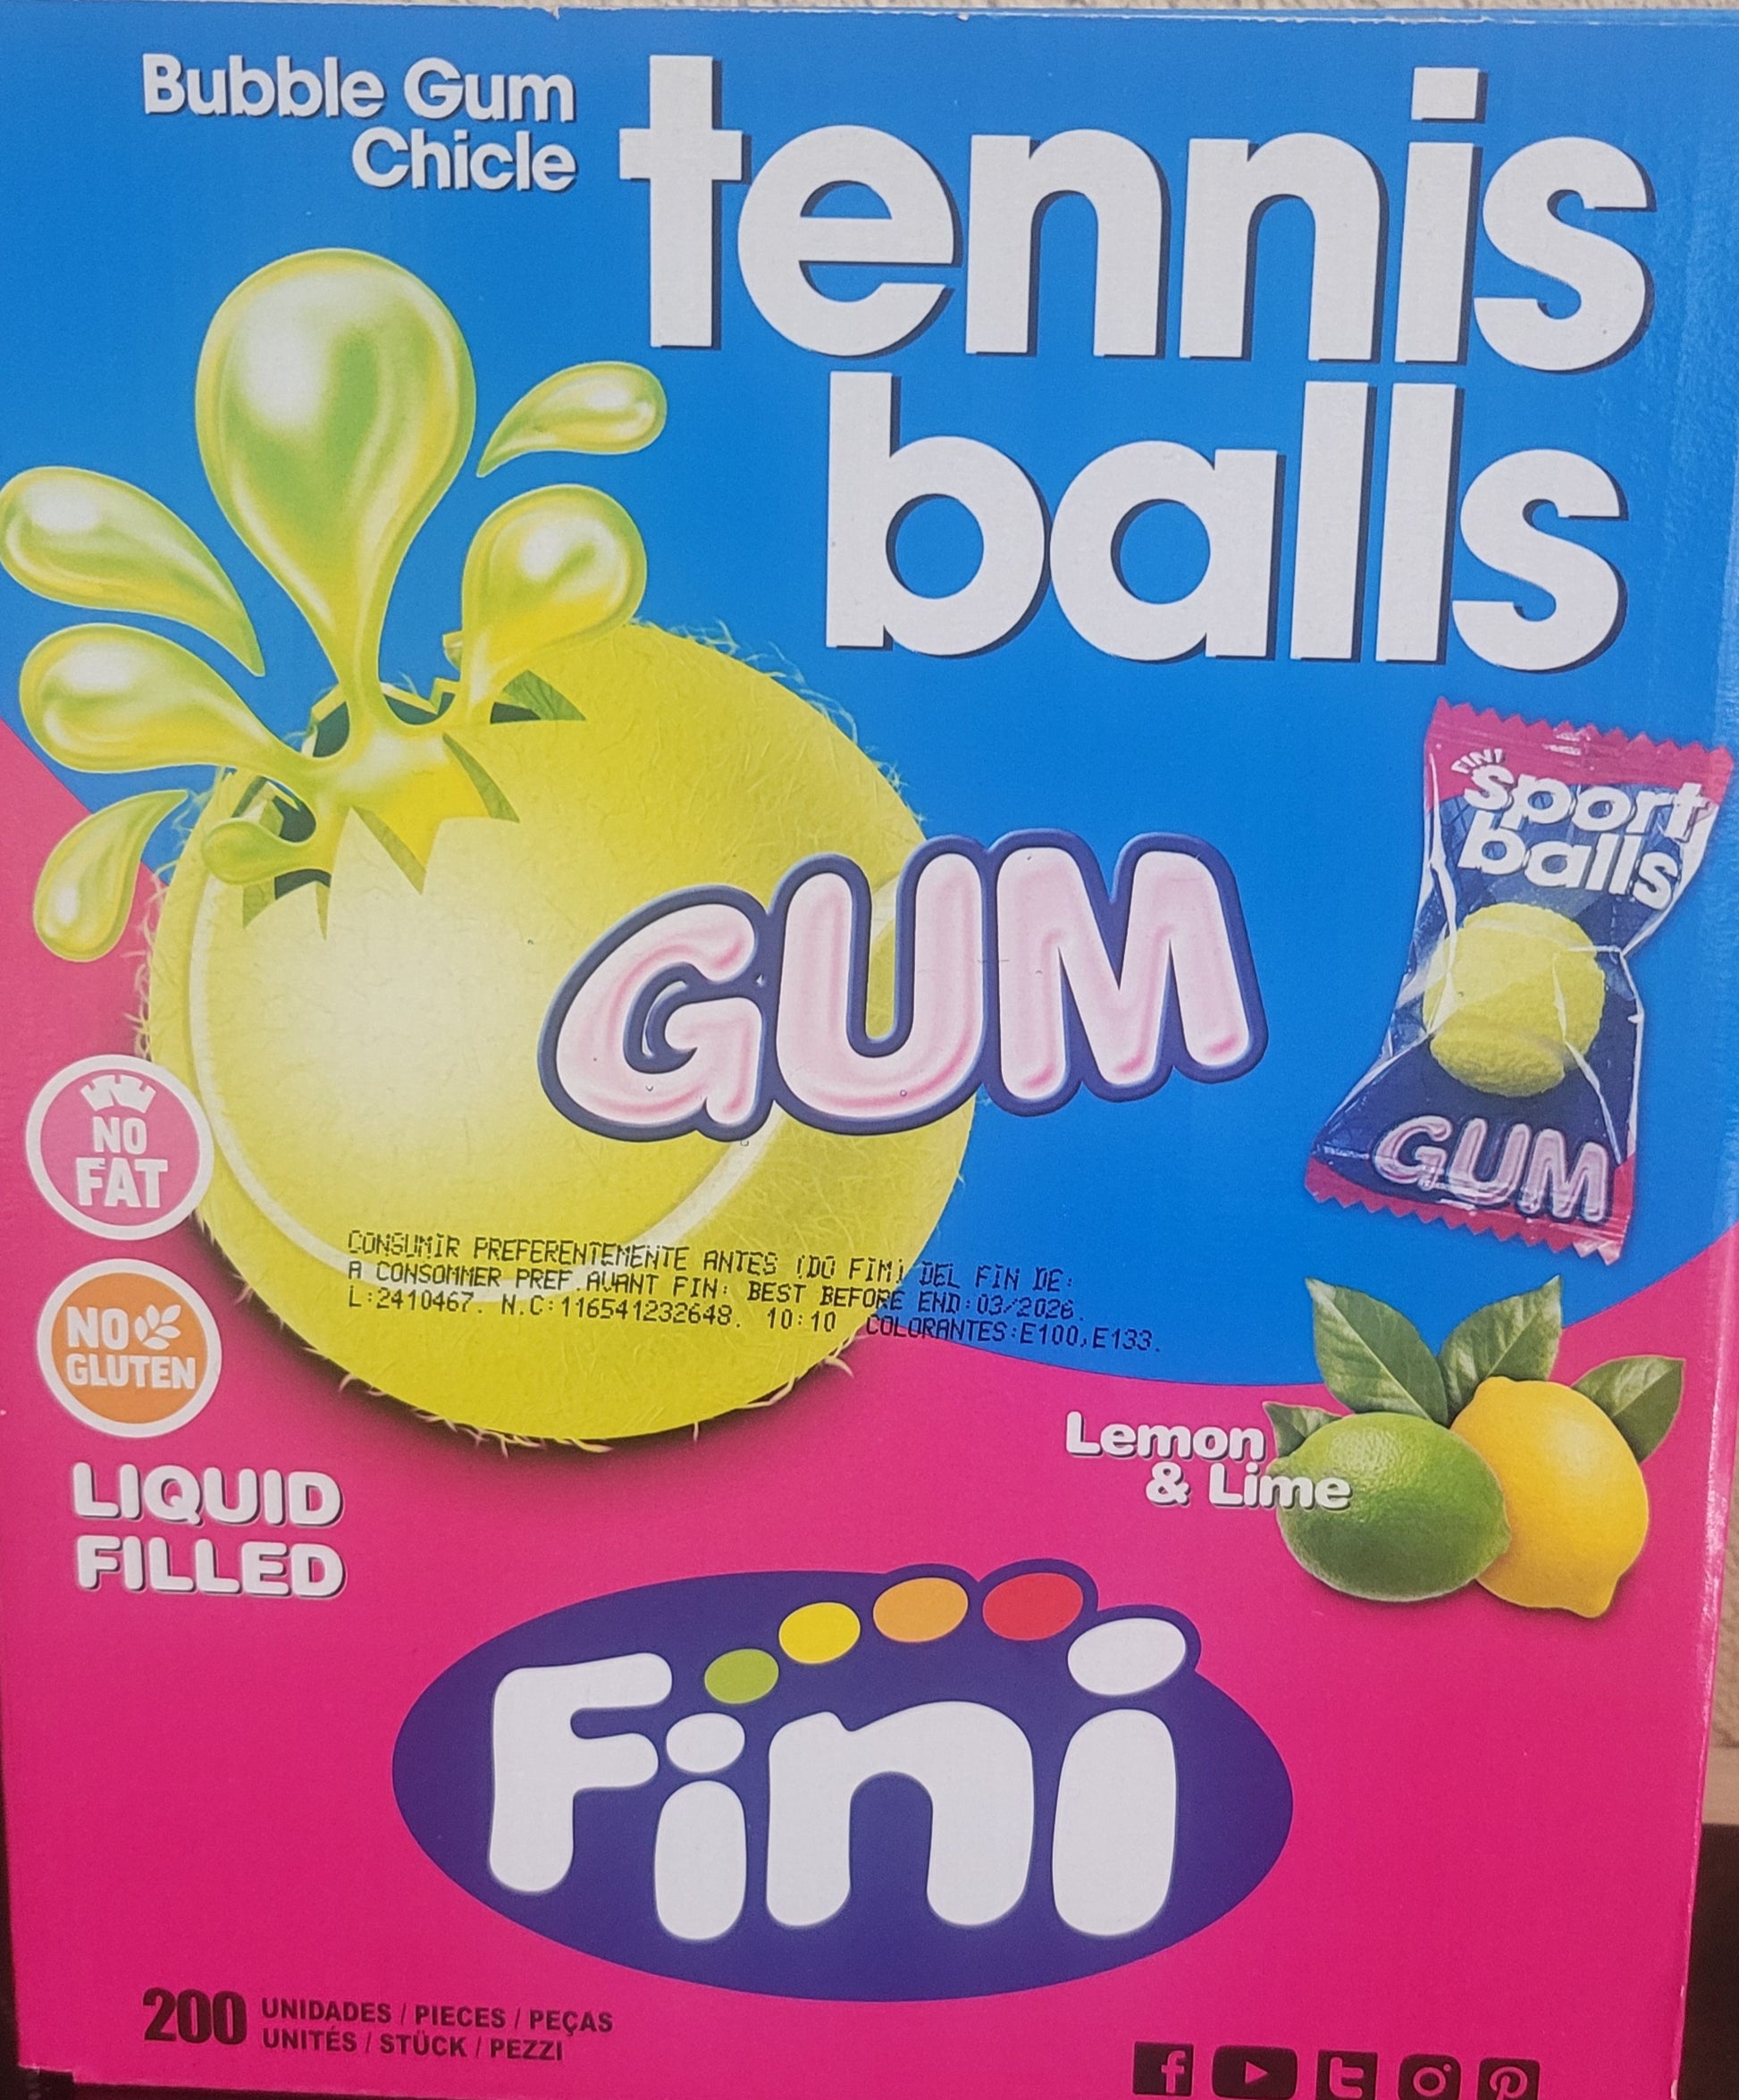 Bubble Gum
Chicle
tennis
balls
FINI
sport
balls
GUM
GUM
NO
FAT
NO
GLUTEN
CONSUMIR PREFERENTEMENTE ANTES (DO FIM) DEL FIN DE:
A CONSOMMER PREF.AVANT FIN: BEST BEFORE END:03/2026.
L:2410467. N.C:116541232648. 10:10 COLORANTES:E100,E133.
Lemon
& Lime
LIQUID
FILLED
Fini
200 UNIDADES / PIECES / PEÇAS
UNITÉS / STÜCK / PEZZI